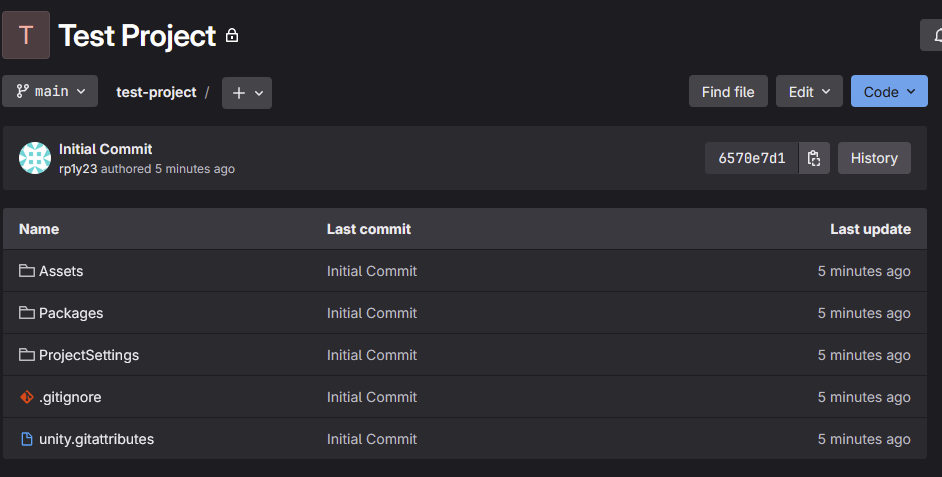 T Test Project
main test-project / + Find file Edit Code
Initial Commit
rp1y23 authored 5 minutes ago
6570e7d1 History
Name Last commit Last update
Assets Initial Commit 5 minutes ago
Packages Initial Commit 5 minutes ago
ProjectSettings Initial Commit 5 minutes ago
.gitignore Initial Commit 5 minutes ago
unity.gitattributes Initial Commit 5 minutes ago